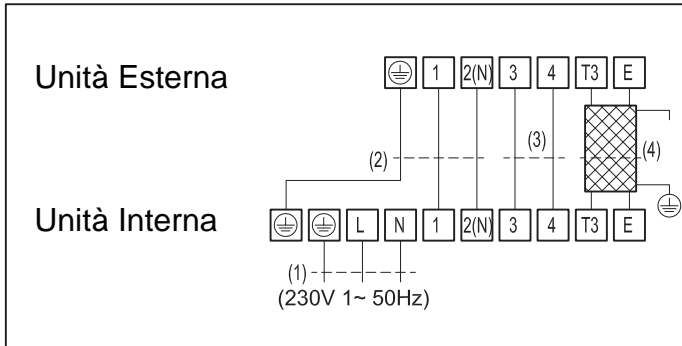 Unità Esterna
1 2(N) 3 4 T3 E
(3)
(2)
(4)
Unità Interna
L N 1 2(N) 3 4 T3 E
(1)
(230V 1~ 50Hz)